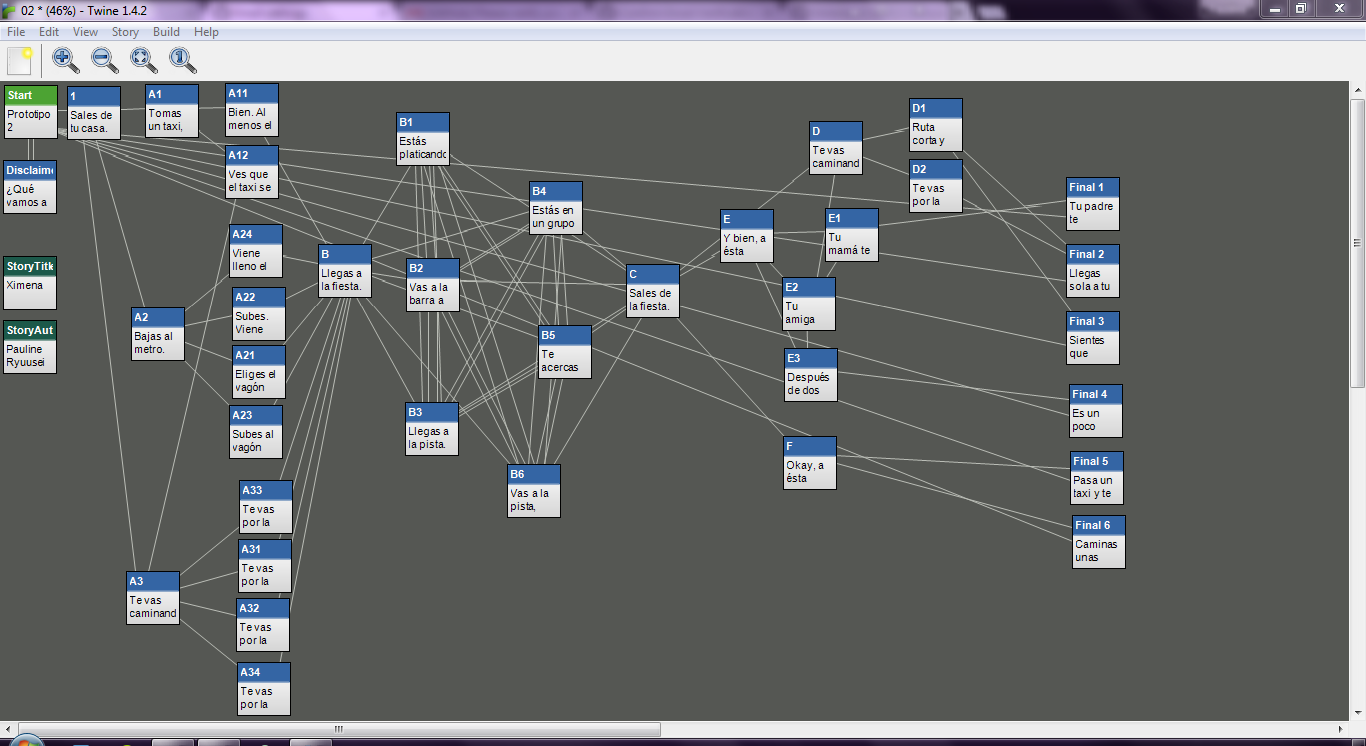 02 * (46%) - Twine 1.4.2
File Edit View Story Build Help
Start
Prototipo
2
1
Sales de
tu casa.
A1
Tomas
un taxi,
A11
Bien. Al
menos el
Disclaime
¿Qué
vamos a
A12
Ves que
el taxi se
StoryTitle
Ximena
StoryAut
Pauline
Ryuusei
A24
Viene
lleno el
A22
Subes.
Viene
A2
Bajas al
metro.
A21
Eliges el
vagón
A23
Subes al
vagón
A33
Te vas
por la
A31
Te vas
por la
A3
Te vas
caminand
A32
Te vas
por la
A34
Te vas
por la
B
Llegas a
la fiesta.
B1
Estás
platicando
B2
Vas a la
barra a
B3
Llegas a
la pista.
B4
Estás en
un grupo
B5
Te
acercas
B6
Vas a la
pista,
C
Sales de
la fiesta.
D
Te vas
caminand
D1
Ruta
corta y
D2
Te vas
por la
E
Y bien, a
ésta
E1
Tu
mamá te
E2
Tu
amiga
E3
Después
de dos
F
Okay, a
ésta
Final 1
Tu padre
te
Final 2
Llegas
sola a tu
Final 3
Sientes
que
Final 4
Es un
poco
Final 5
Pasa un
taxi y te
Final 6
Caminas
unas